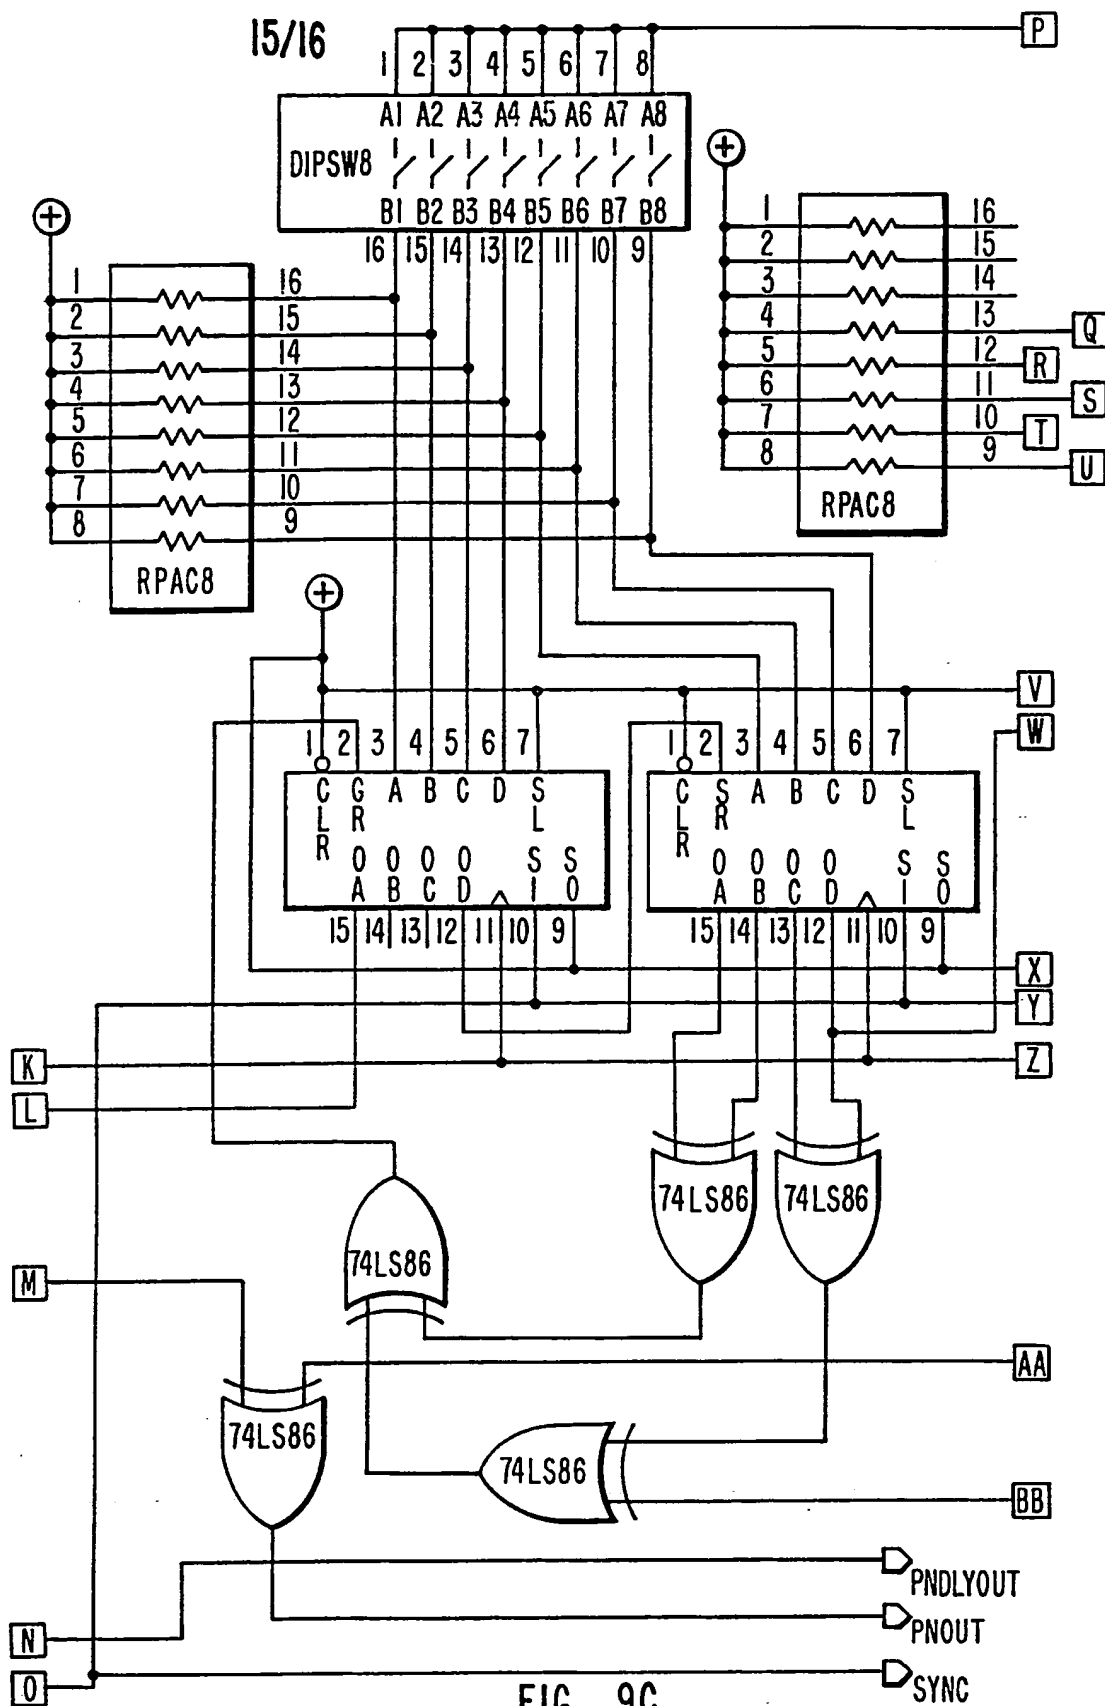 15/16
P
1 2 3 4 5 6 7 8
A1 A2 A3 A4 A5 A6 A7 A8
DIPSW8
B1 B2 B3 B4 B5 B6 B7 B8
16 15 14 13 12 11 10 9
1 16
2 15
3 14
4 13
5 12
6 11
7 10
8 9
RPAC8
1 16
2 15
3 14
4 13 Q
5 12 R
6 11 S
7 10 T
8 9 U
RPAC8
V
W
1 2 3 4 5 6 7
CLR GR A B C D SL
OA OB OC OD SI SO
15 14 13 12 11 10 9
1 2 3 4 5 6 7
CLR SR A B C D SL
OA OB OC OD SI SO
15 14 13 12 11 10 9
X
Y
K
Z
L
74LS86
74LS86
74LS86
M
AA
74LS86
74LS86
BB
PNDLYOUT
N
PNOUT
O
SYNC
FIG. 9C